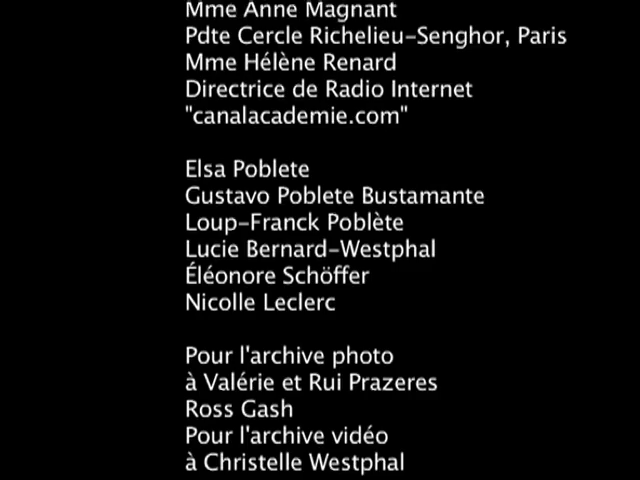 Mme Anne Magnant
Pdte Cercle Richelieu-Senghor, Paris
Mme Hélène Renard
Directrice de Radio Internet
"canalacademie.com"
Elsa Poblete
Gustavo Poblete Bustamante
Loup-Franck Poblète
Lucie Bernard-Westphal
Éléonore Schöffer
Nicolle Leclerc
Pour l'archive photo
à Valérie et Rui Prazeres
Ross Gash
Pour l'archive vidéo
à Christelle Westphal